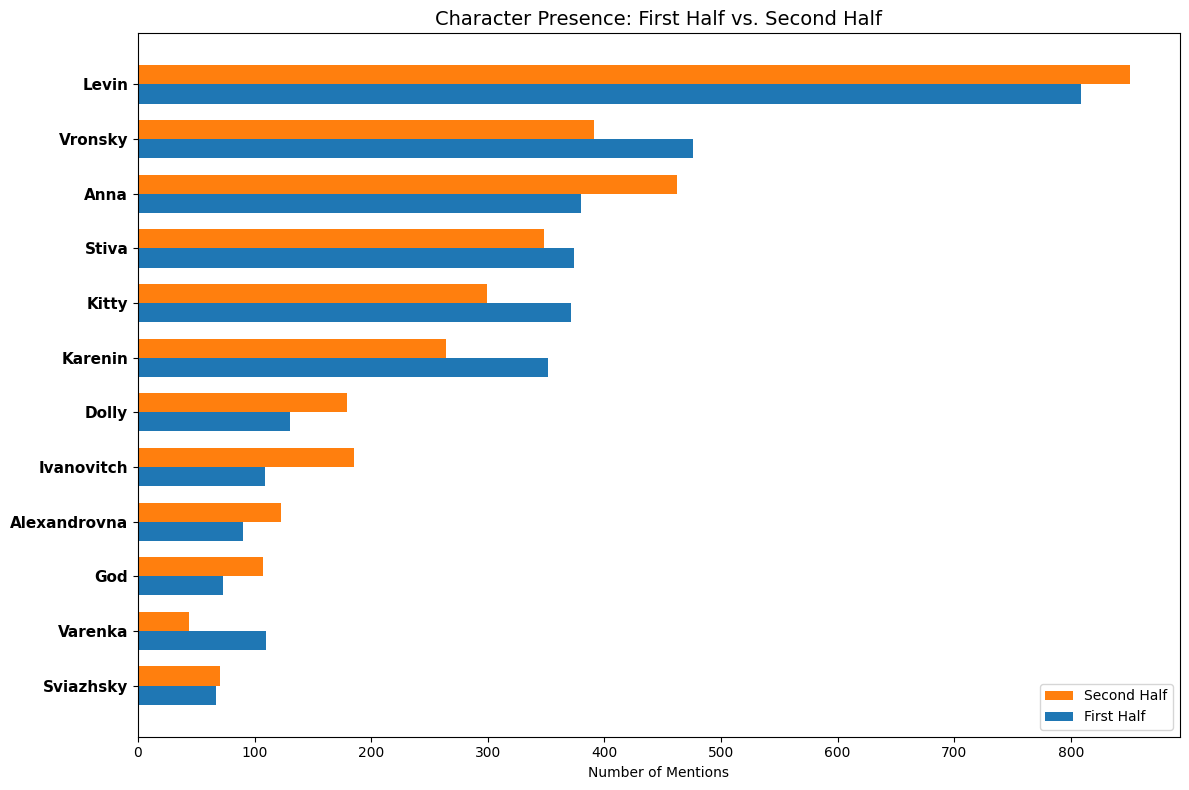 Character Presence: First Half vs. Second Half
Levin
Vronsky
Anna
Stiva
Kitty
Karenin
Dolly
Ivanovitch
Alexandrovna
God
Varenka
Sviazhsky
Second Half
First Half
0 100 200 300 400 500 600 700 800
Number of Mentions